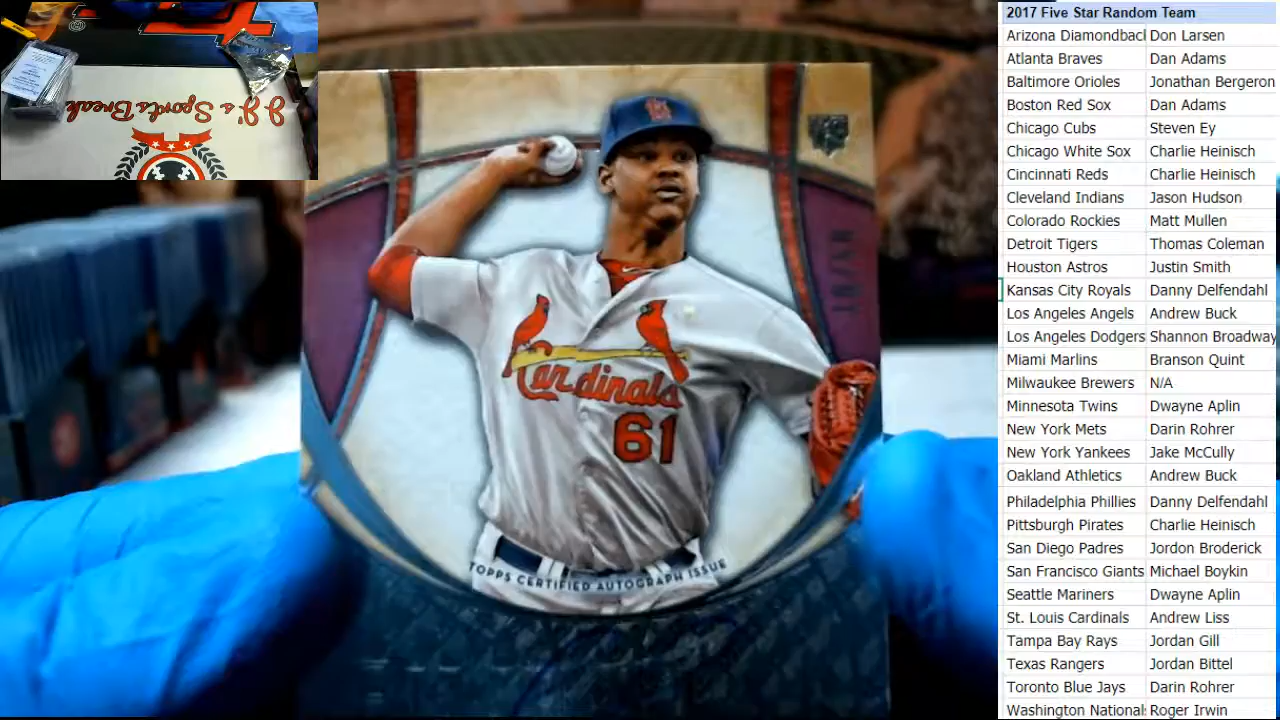 J's Sports Break
Cardinals
61
TOPPS CERTIFIED AUTOGRAPH ISSUE
2017 Five Star Random Team
Arizona Diamondbacl Don Larsen
Atlanta Braves Dan Adams
Baltimore Orioles Jonathan Bergeron
Boston Red Sox Dan Adams
Chicago Cubs Steven Ey
Chicago White Sox Charlie Heinisch
Cincinnati Reds Charlie Heinisch
Cleveland Indians Jason Hudson
Colorado Rockies Matt Mullen
Detroit Tigers Thomas Coleman
Houston Astros Justin Smith
Kansas City Royals Danny Delfendahl
Los Angeles Angels Andrew Buck
Los Angeles Dodgers Shannon Broadway
Miami Marlins Branson Quint
Milwaukee Brewers N/A
Minnesota Twins Dwayne Aplin
New York Mets Darin Rohrer
New York Yankees Jake McCully
Oakland Athletics Andrew Buck
Philadelphia Phillies Danny Delfendahl
Pittsburgh Pirates Charlie Heinisch
San Diego Padres Jordon Broderick
San Francisco Giants Michael Boykin
Seattle Mariners Dwayne Aplin
St. Louis Cardinals Andrew Liss
Tampa Bay Rays Jordan Gill
Texas Rangers Jordan Bittel
Toronto Blue Jays Darin Rohrer
Washington National: Roger Irwin